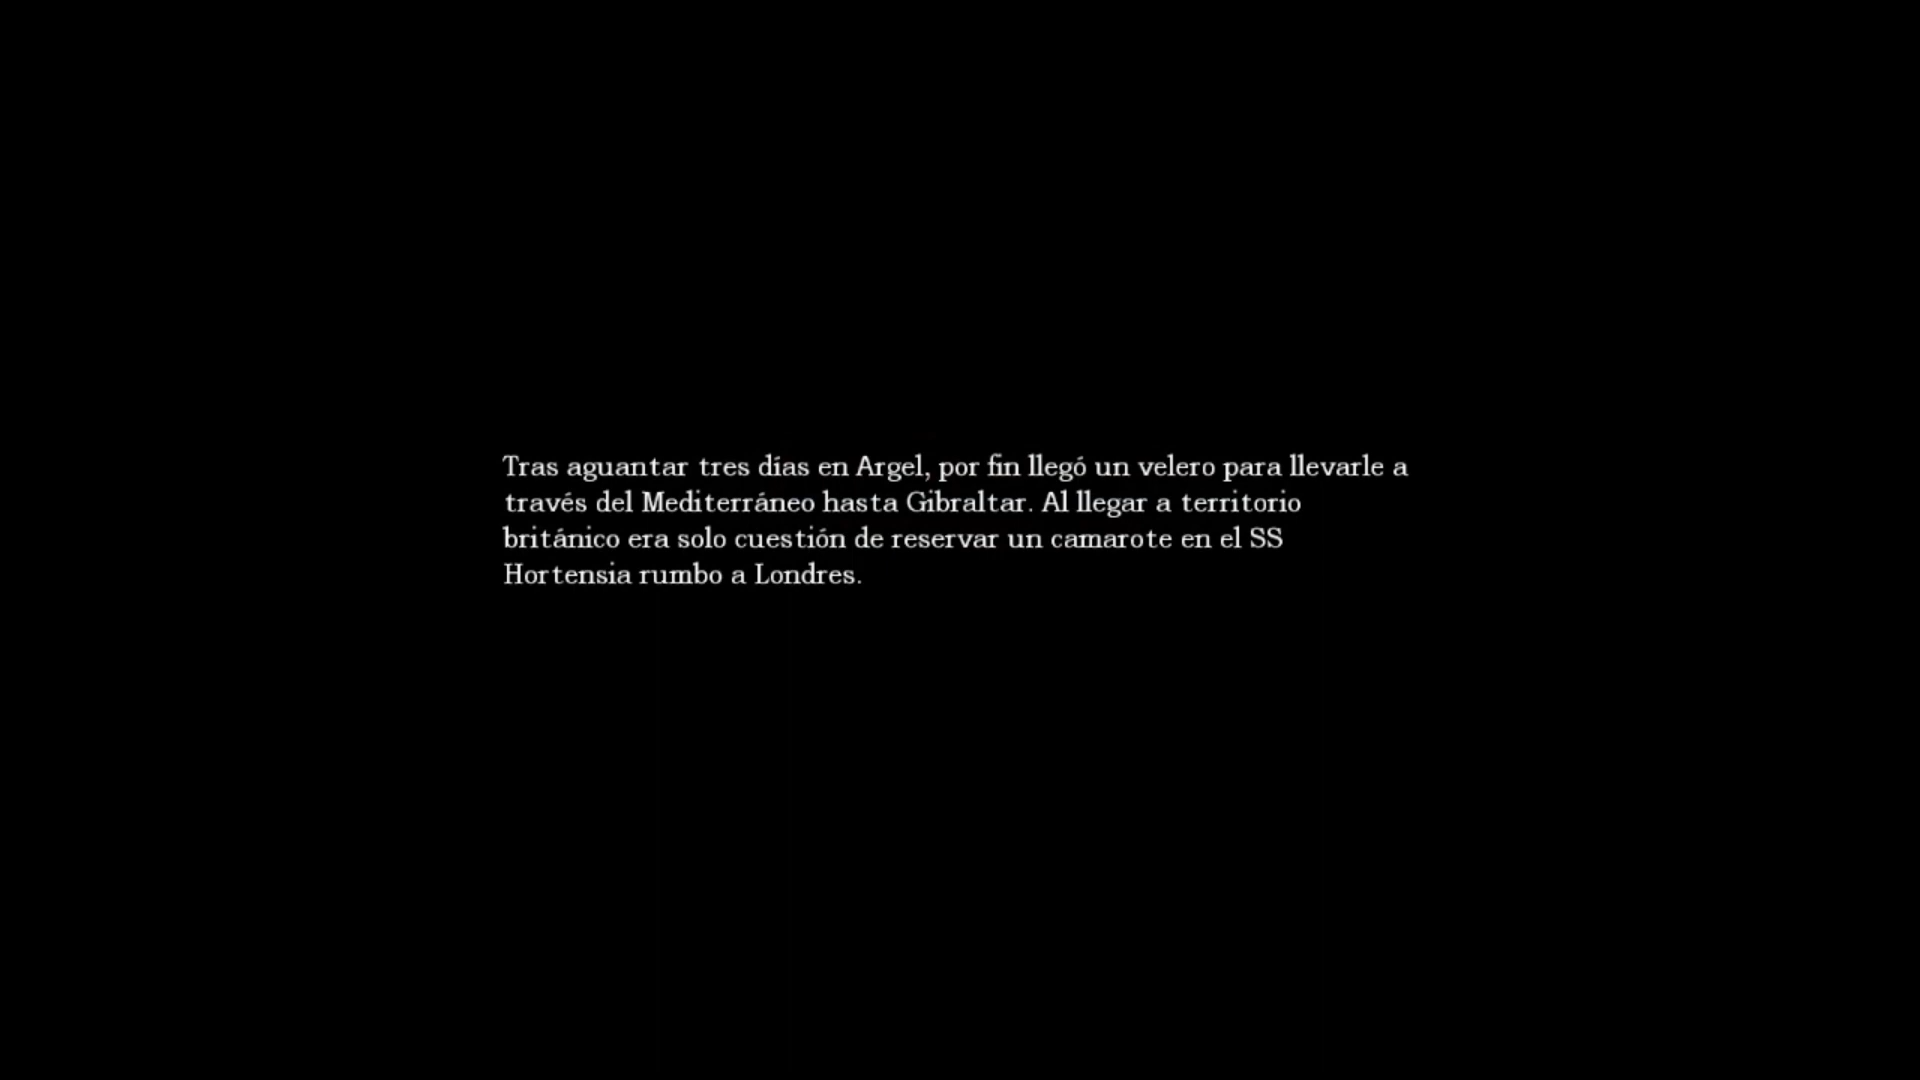 Tras aguantar tres días en Argel, por fin llegó un velero para llevarle a
través del Mediterráneo hasta Gibraltar. Al llegar a territorio
británico era solo cuestión de reservar un camarote en el SS
Hortensia rumbo a Londres.